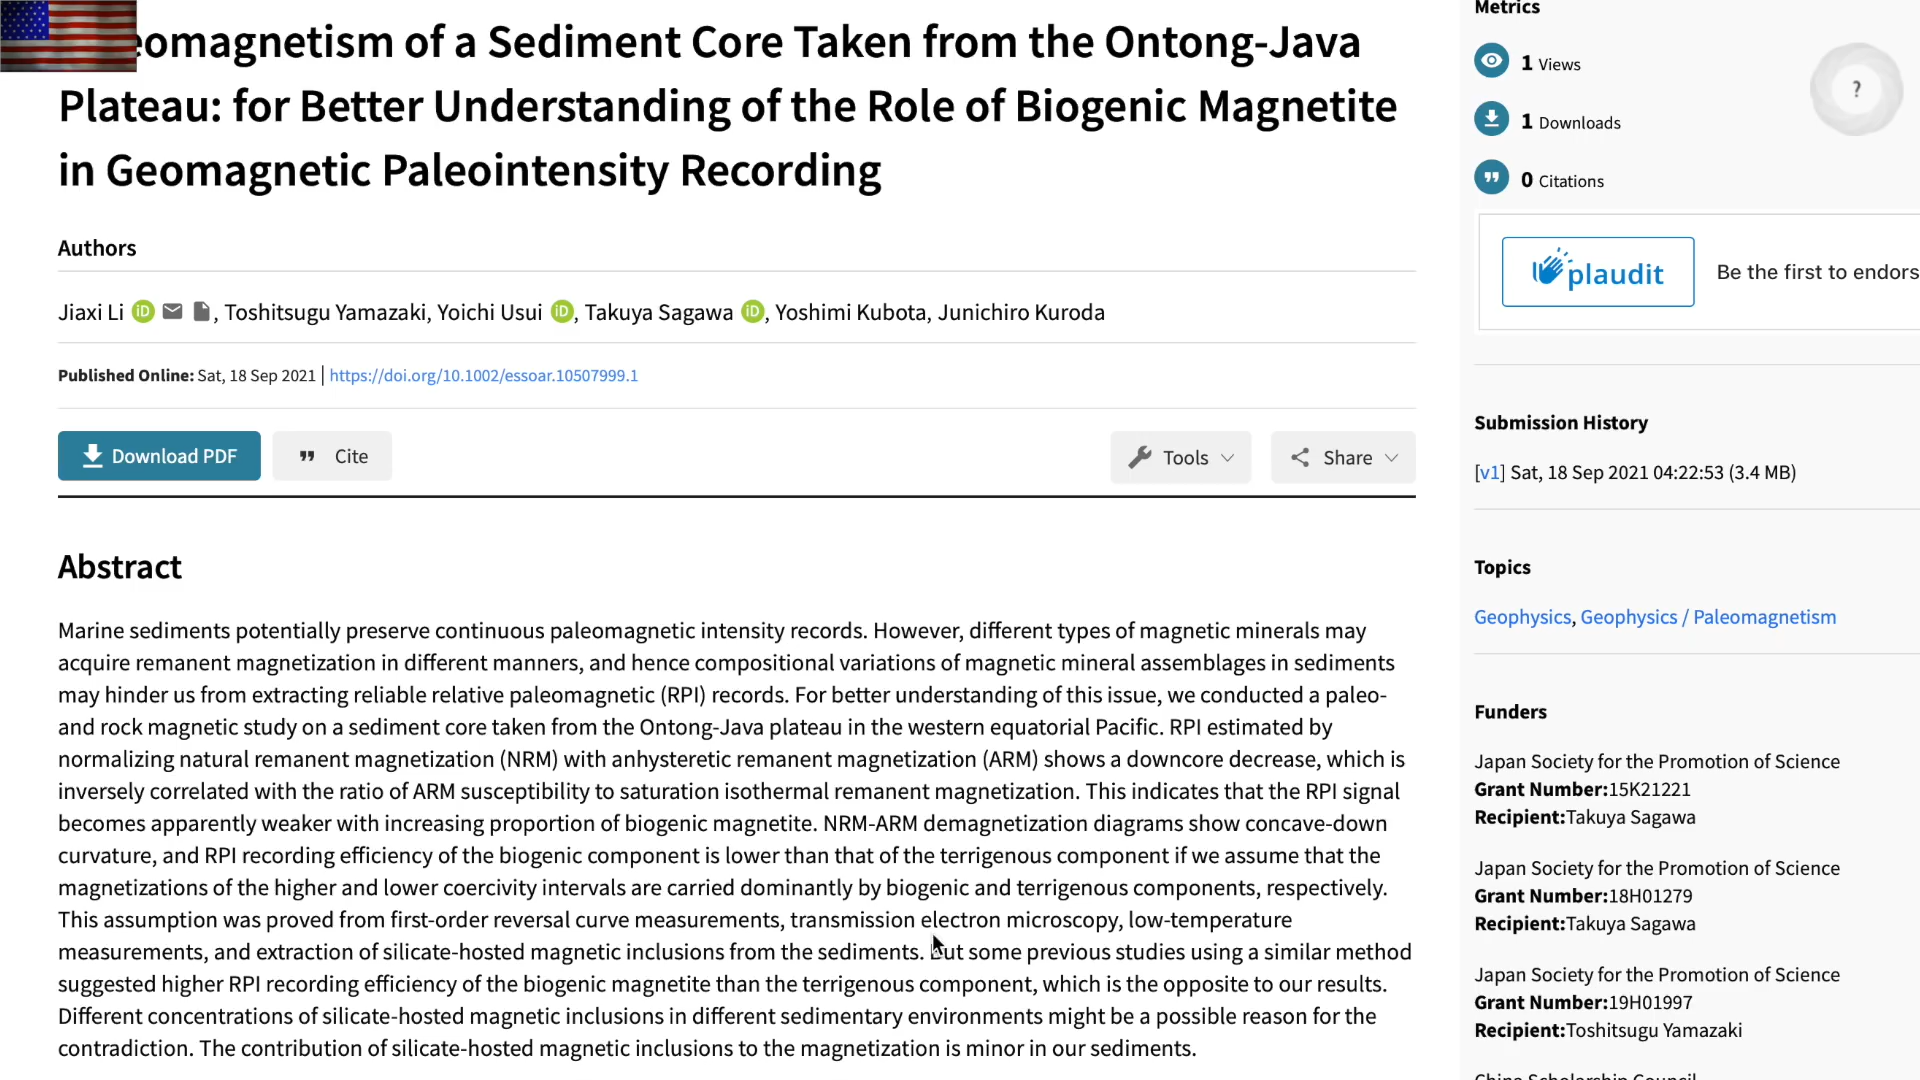 eomagnetism of a Sediment Core Taken from the Ontong-Java
Plateau: for Better Understanding of the Role of Biogenic Magnetite
in Geomagnetic Paleointensity Recording
Authors
Jiaxi Li iD , Toshitsugu Yamazaki, Yoichi Usui iD, Takuya Sagawa iD, Yoshimi Kubota, Junichiro Kuroda
Published Online: Sat, 18 Sep 2021 | https://doi.org/10.1002/essoar.10507999.1
Download PDF
Cite
Tools
Share
Abstract
Marine sediments potentially preserve continuous paleomagnetic intensity records. However, different types of magnetic minerals may
acquire remanent magnetization in different manners, and hence compositional variations of magnetic mineral assemblages in sediments
may hinder us from extracting reliable relative paleomagnetic (RPI) records. For better understanding of this issue, we conducted a paleo-
and rock magnetic study on a sediment core taken from the Ontong-Java plateau in the western equatorial Pacific. RPI estimated by
normalizing natural remanent magnetization (NRM) with anhysteretic remanent magnetization (ARM) shows a downcore decrease, which is
inversely correlated with the ratio of ARM susceptibility to saturation isothermal remanent magnetization. This indicates that the RPI signal
becomes apparently weaker with increasing proportion of biogenic magnetite. NRM-ARM demagnetization diagrams show concave-down
curvature, and RPI recording efficiency of the biogenic component is lower than that of the terrigenous component if we assume that the
magnetizations of the higher and lower coercivity intervals are carried dominantly by biogenic and terrigenous components, respectively.
This assumption was proved from first-order reversal curve measurements, transmission electron microscopy, low-temperature
measurements, and extraction of silicate-hosted magnetic inclusions from the sediments. But some previous studies using a similar method
suggested higher RPI recording efficiency of the biogenic magnetite than the terrigenous component, which is the opposite to our results.
Different concentrations of silicate-hosted magnetic inclusions in different sedimentary environments might be a possible reason for the
contradiction. The contribution of silicate-hosted magnetic inclusions to the magnetization is minor in our sediments.
Metrics
1 Views
1 Downloads
0 Citations
?
plaudit
Be the first to endors
Submission History
[v1] Sat, 18 Sep 2021 04:22:53 (3.4 MB)
Topics
Geophysics, Geophysics / Paleomagnetism
Funders
Japan Society for the Promotion of Science
Grant Number:15K21221
Recipient:Takuya Sagawa
Japan Society for the Promotion of Science
Grant Number:18H01279
Recipient:Takuya Sagawa
Japan Society for the Promotion of Science
Grant Number:19H01997
Recipient:Toshitsugu Yamazaki
China Scholarship Council